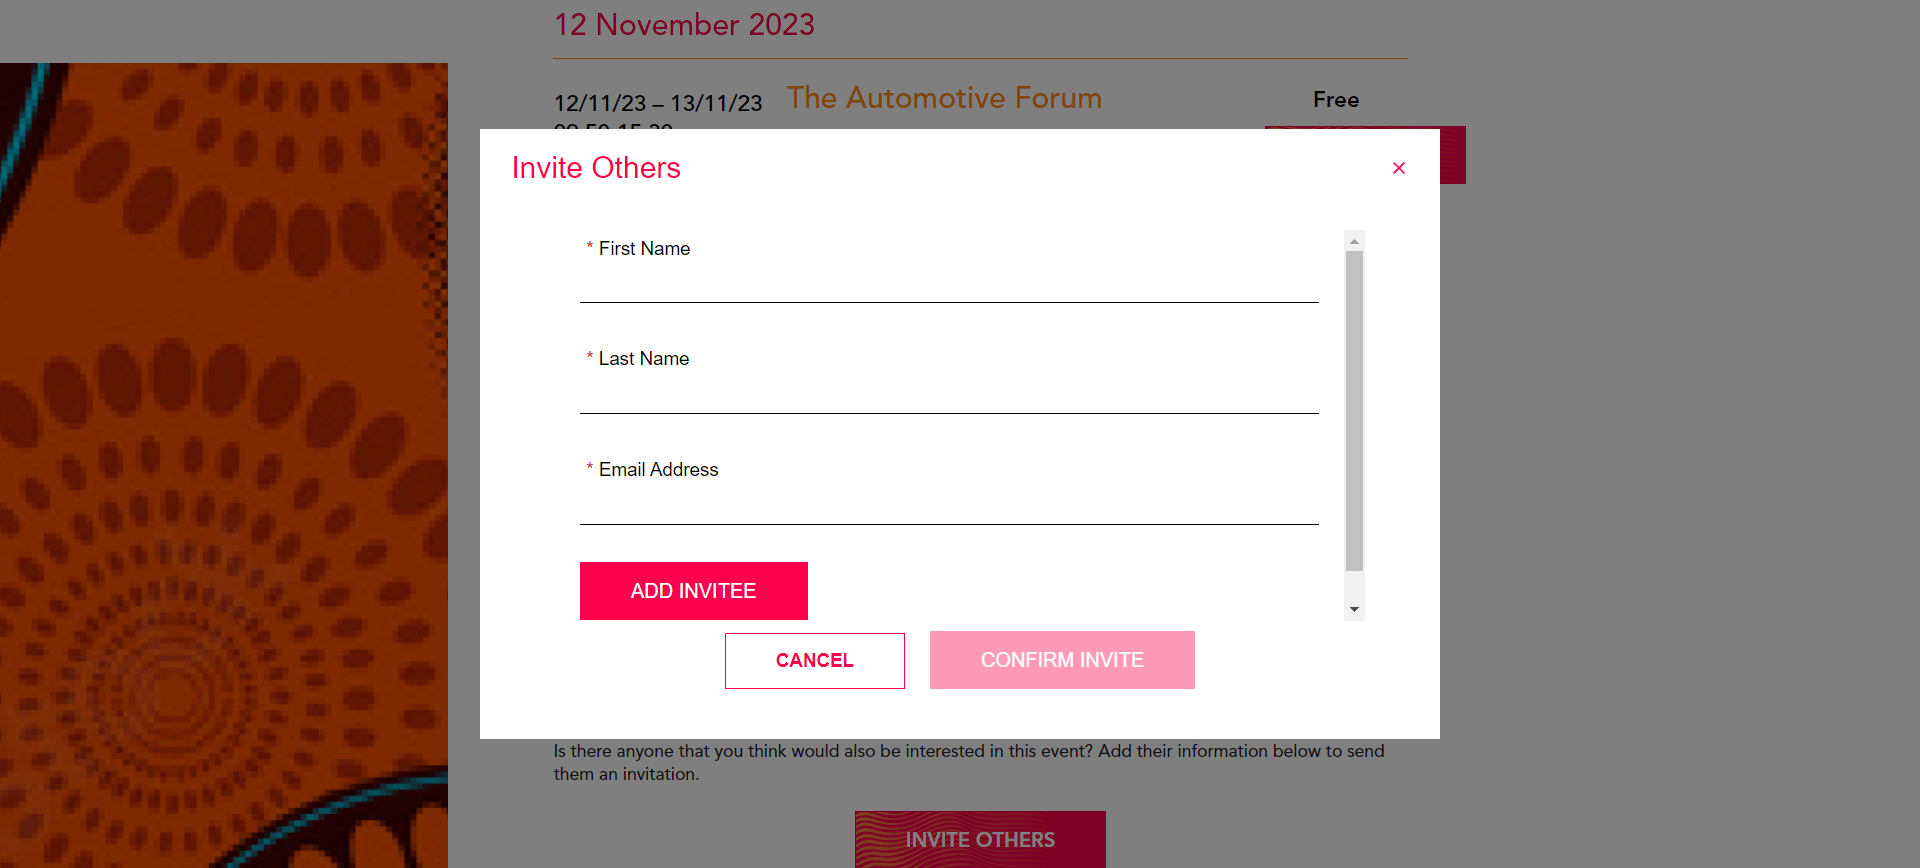 12 November 2023
12/11/23 – 13/11/23
The Automotive Forum
Free
Invite Others
×
* First Name
* Last Name
* Email Address
ADD INVITEE
CANCEL
CONFIRM INVITE
Is there anyone that you think would also be interested in this event? Add their information below to send
them an invitation.
INVITE OTHERS